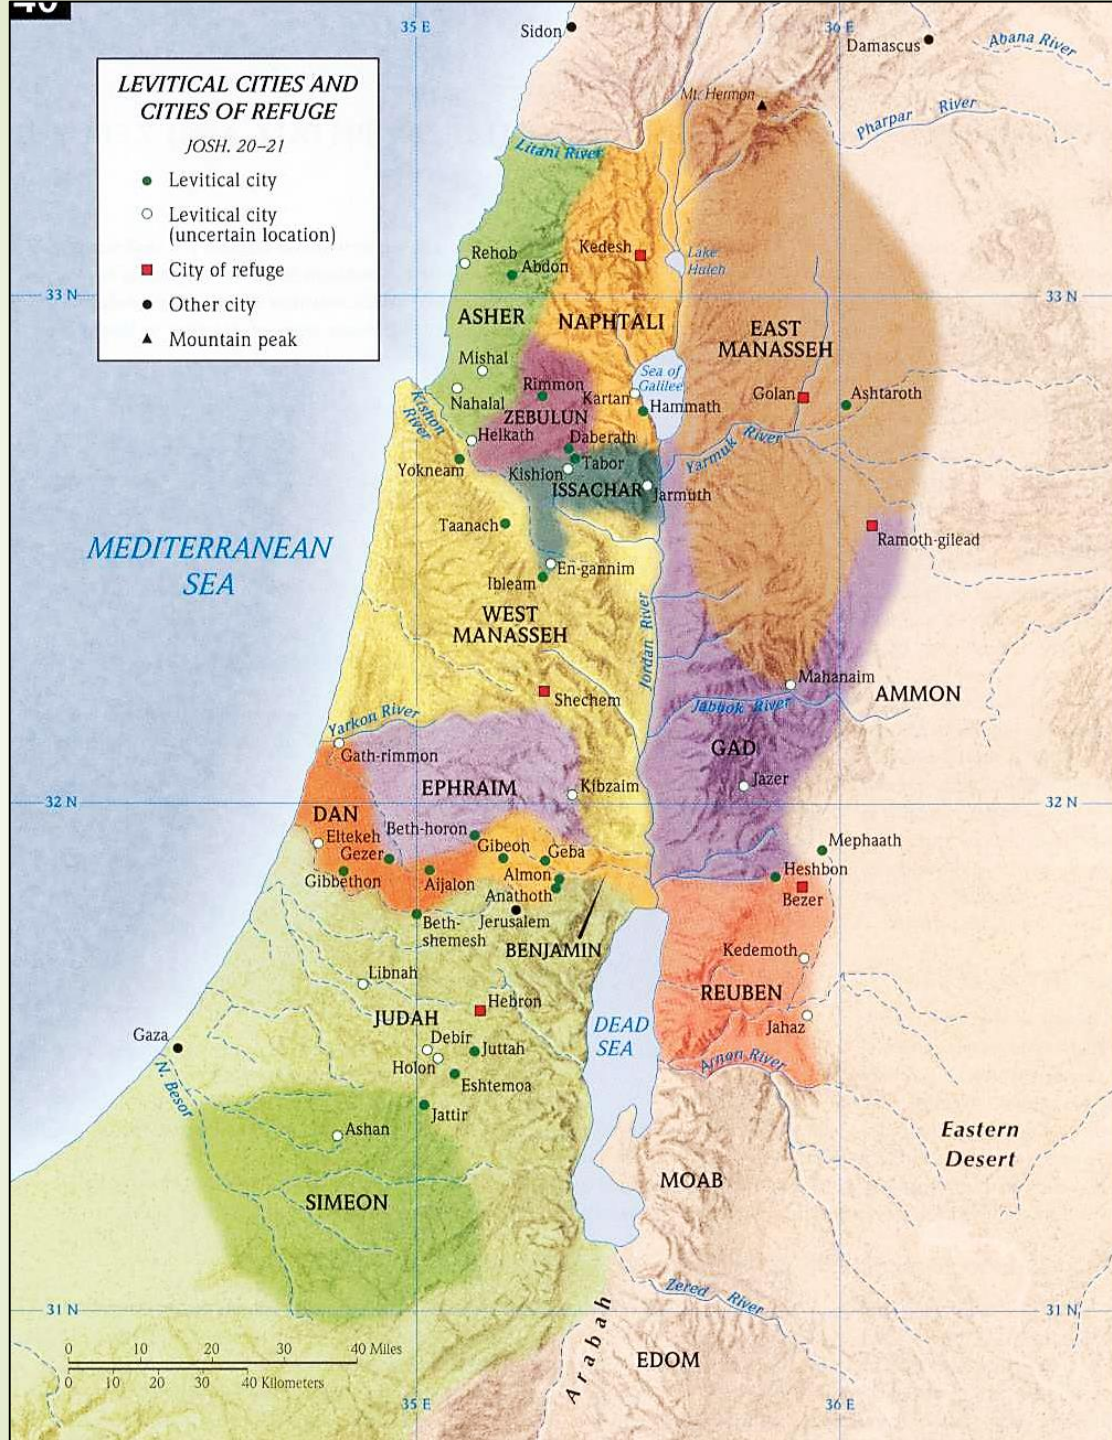 40
35 E
36 E
Sidon
Damascus
Abana River
LEVITICAL CITIES AND
CITIES OF REFUGE
JOSH. 20–21
Levitical city
Levitical city
(uncertain location)
City of refuge
Other city
Mountain peak
Mt. Hermon
Pharpar River
Litani River
Rehob
Abdon
Kedesh
Lake
Huleh
33 N
33 N
ASHER
NAPHTALI
EAST
MANASSEH
Mishal
Nahalal
Rimmon
Kartan
Sea of
Galilee
Hammath
Golan
Ashtaroth
Kishon
River
ZEBULUN
Helkath
Daberath
Tabor
Yarmuk River
Yokneam
Kishion
ISSACHAR
Jarmuth
Taanach
Ramoth-gilead
MEDITERRANEAN
SEA
En-gannim
Ibleam
WEST
MANASSEH
Jordan River
Shechem
Mahanaim
AMMON
Jabbok River
Yarkon River
Gath-rimmon
GAD
EPHRAIM
Kibzaim
Jazer
32 N
32 N
DAN
Eltekeh
Beth-horon
Gibeon
Geba
Mephaath
Gezer
Gibbethon
Aijalon
Almon
Anathoth
Heshbon
Bezer
Beth-
shemesh
Jerusalem
BENJAMIN
Kedemoth
Libnah
REUBEN
Hebron
JUDAH
DEAD
SEA
Jahaz
Gaza
Debir
Juttah
Holon
Eshtemoa
Arnon River
N. Besor
Jattir
Ashan
Eastern
Desert
MOAB
SIMEON
Zered River
31 N
31 N
Arabah
EDOM
0 10 20 30 40 Miles
0 10 20 30 40 Kilometers
35 E
36 E